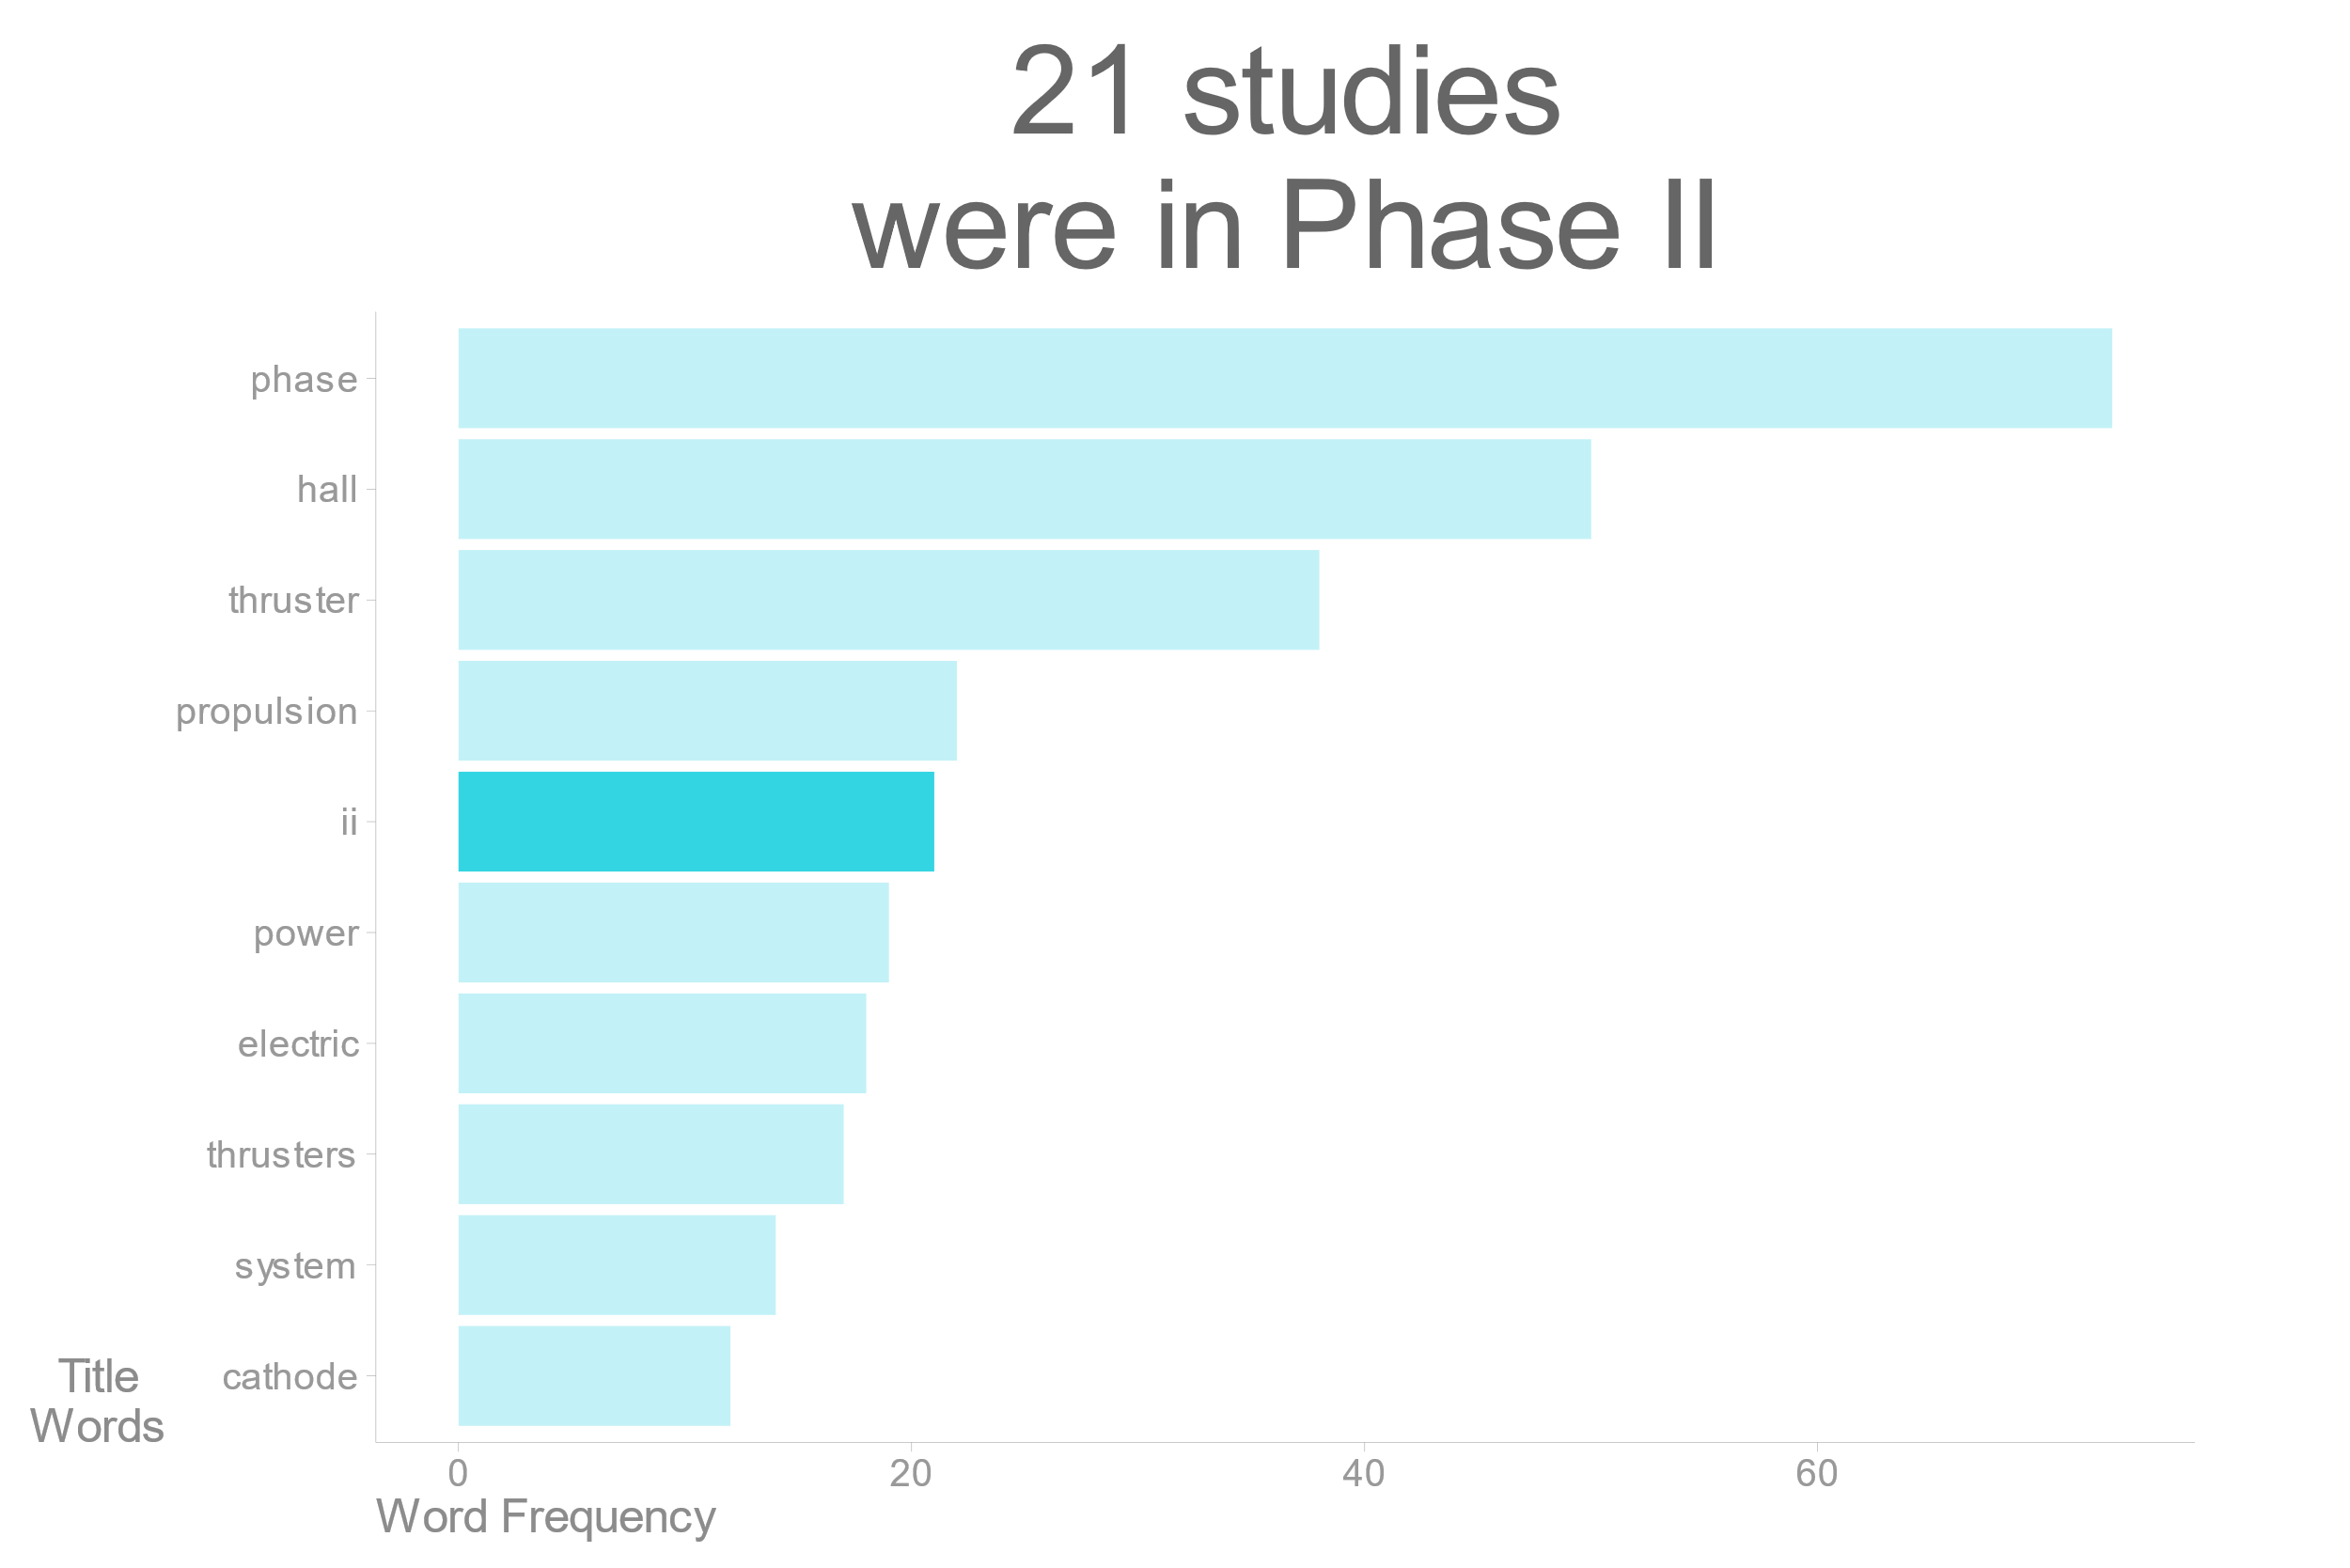 21 studies
were in Phase II
phase
hall
thruster
propulsion
ii
power
electric
thrusters
system
cathode
Title
Words
0 20 40 60
Word Frequency